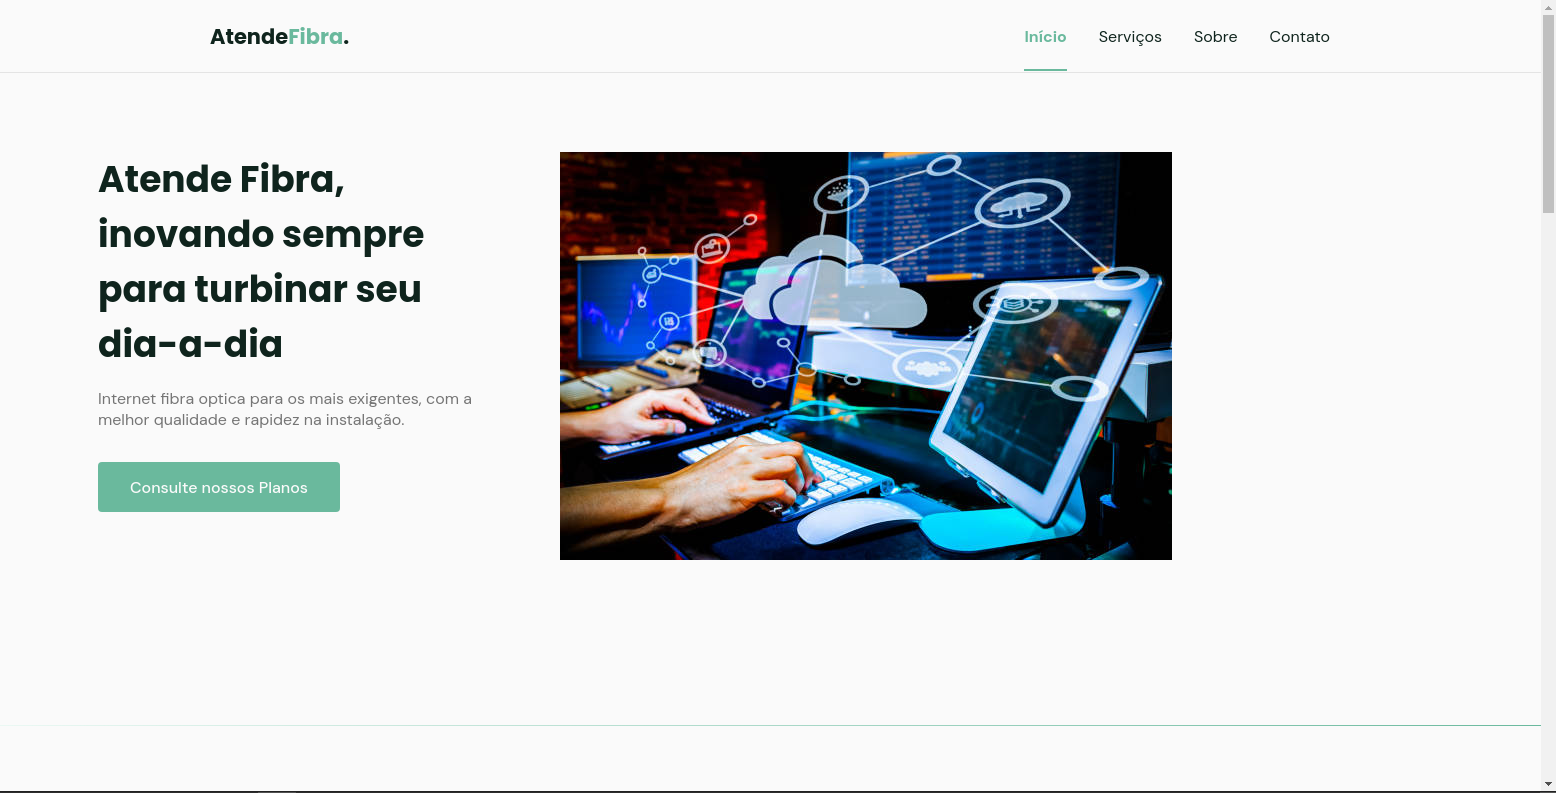 AtendeFibra.
Início
Serviços
Sobre
Contato
Atende Fibra,
inovando sempre
para turbinar seu
dia-a-dia
Internet fibra optica para os mais exigentes, com a
melhor qualidade e rapidez na instalação.
Consulte nossos Planos